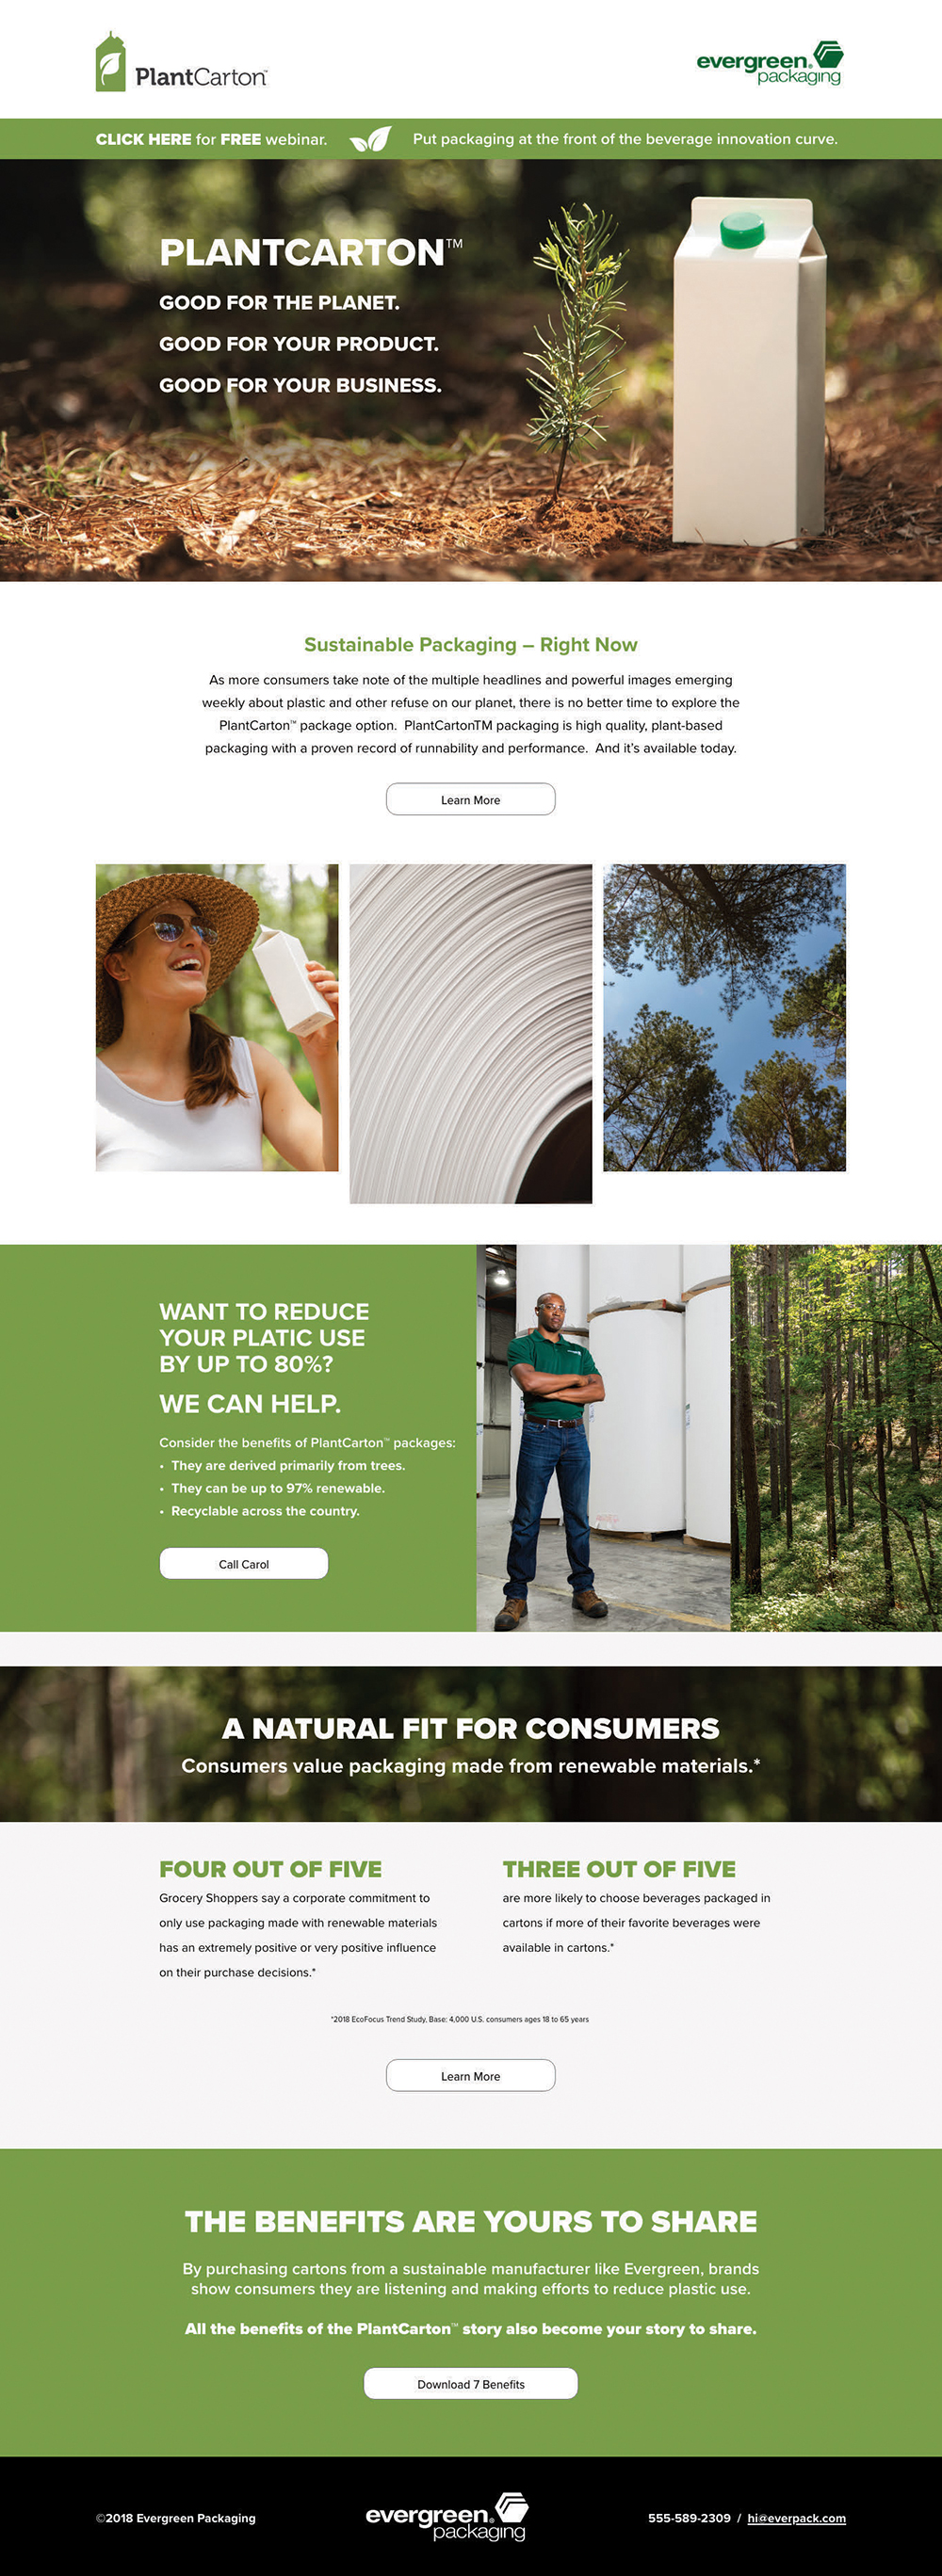 PlantCarton™
evergreen®
packaging
CLICK HERE for FREE webinar.
Put packaging at the front of the beverage innovation curve.
PLANTCARTON™
GOOD FOR THE PLANET.
GOOD FOR YOUR PRODUCT.
GOOD FOR YOUR BUSINESS.
Sustainable Packaging – Right Now
As more consumers take note of the multiple headlines and powerful images emerging
weekly about plastic and other refuse on our planet, there is no better time to explore the
PlantCarton™ package option. PlantCartonTM packaging is high quality, plant-based
packaging with a proven record of runnability and performance. And it's available today.
Learn More
WANT TO REDUCE
YOUR PLATIC USE
BY UP TO 80%?
WE CAN HELP.
Consider the benefits of PlantCarton™ packages:
• They are derived primarily from trees.
• They can be up to 97% renewable.
• Recyclable across the country.
Call Carol
A NATURAL FIT FOR CONSUMERS
Consumers value packaging made from renewable materials.*
FOUR OUT OF FIVE
Grocery Shoppers say a corporate commitment to
only use packaging made with renewable materials
has an extremely positive or very positive influence
on their purchase decisions.*
THREE OUT OF FIVE
are more likely to choose beverages packaged in
cartons if more of their favorite beverages were
available in cartons.*
*2018 EcoFocus Trend Study, Base: 4,000 U.S. consumers ages 18 to 65 years
Learn More
THE BENEFITS ARE YOURS TO SHARE
By purchasing cartons from a sustainable manufacturer like Evergreen, brands
show consumers they are listening and making efforts to reduce plastic use.
All the benefits of the PlantCarton™ story also become your story to share.
Download 7 Benefits
©2018 Evergreen Packaging
evergreen®
packaging
555-589-2309 / hi@everpack.com